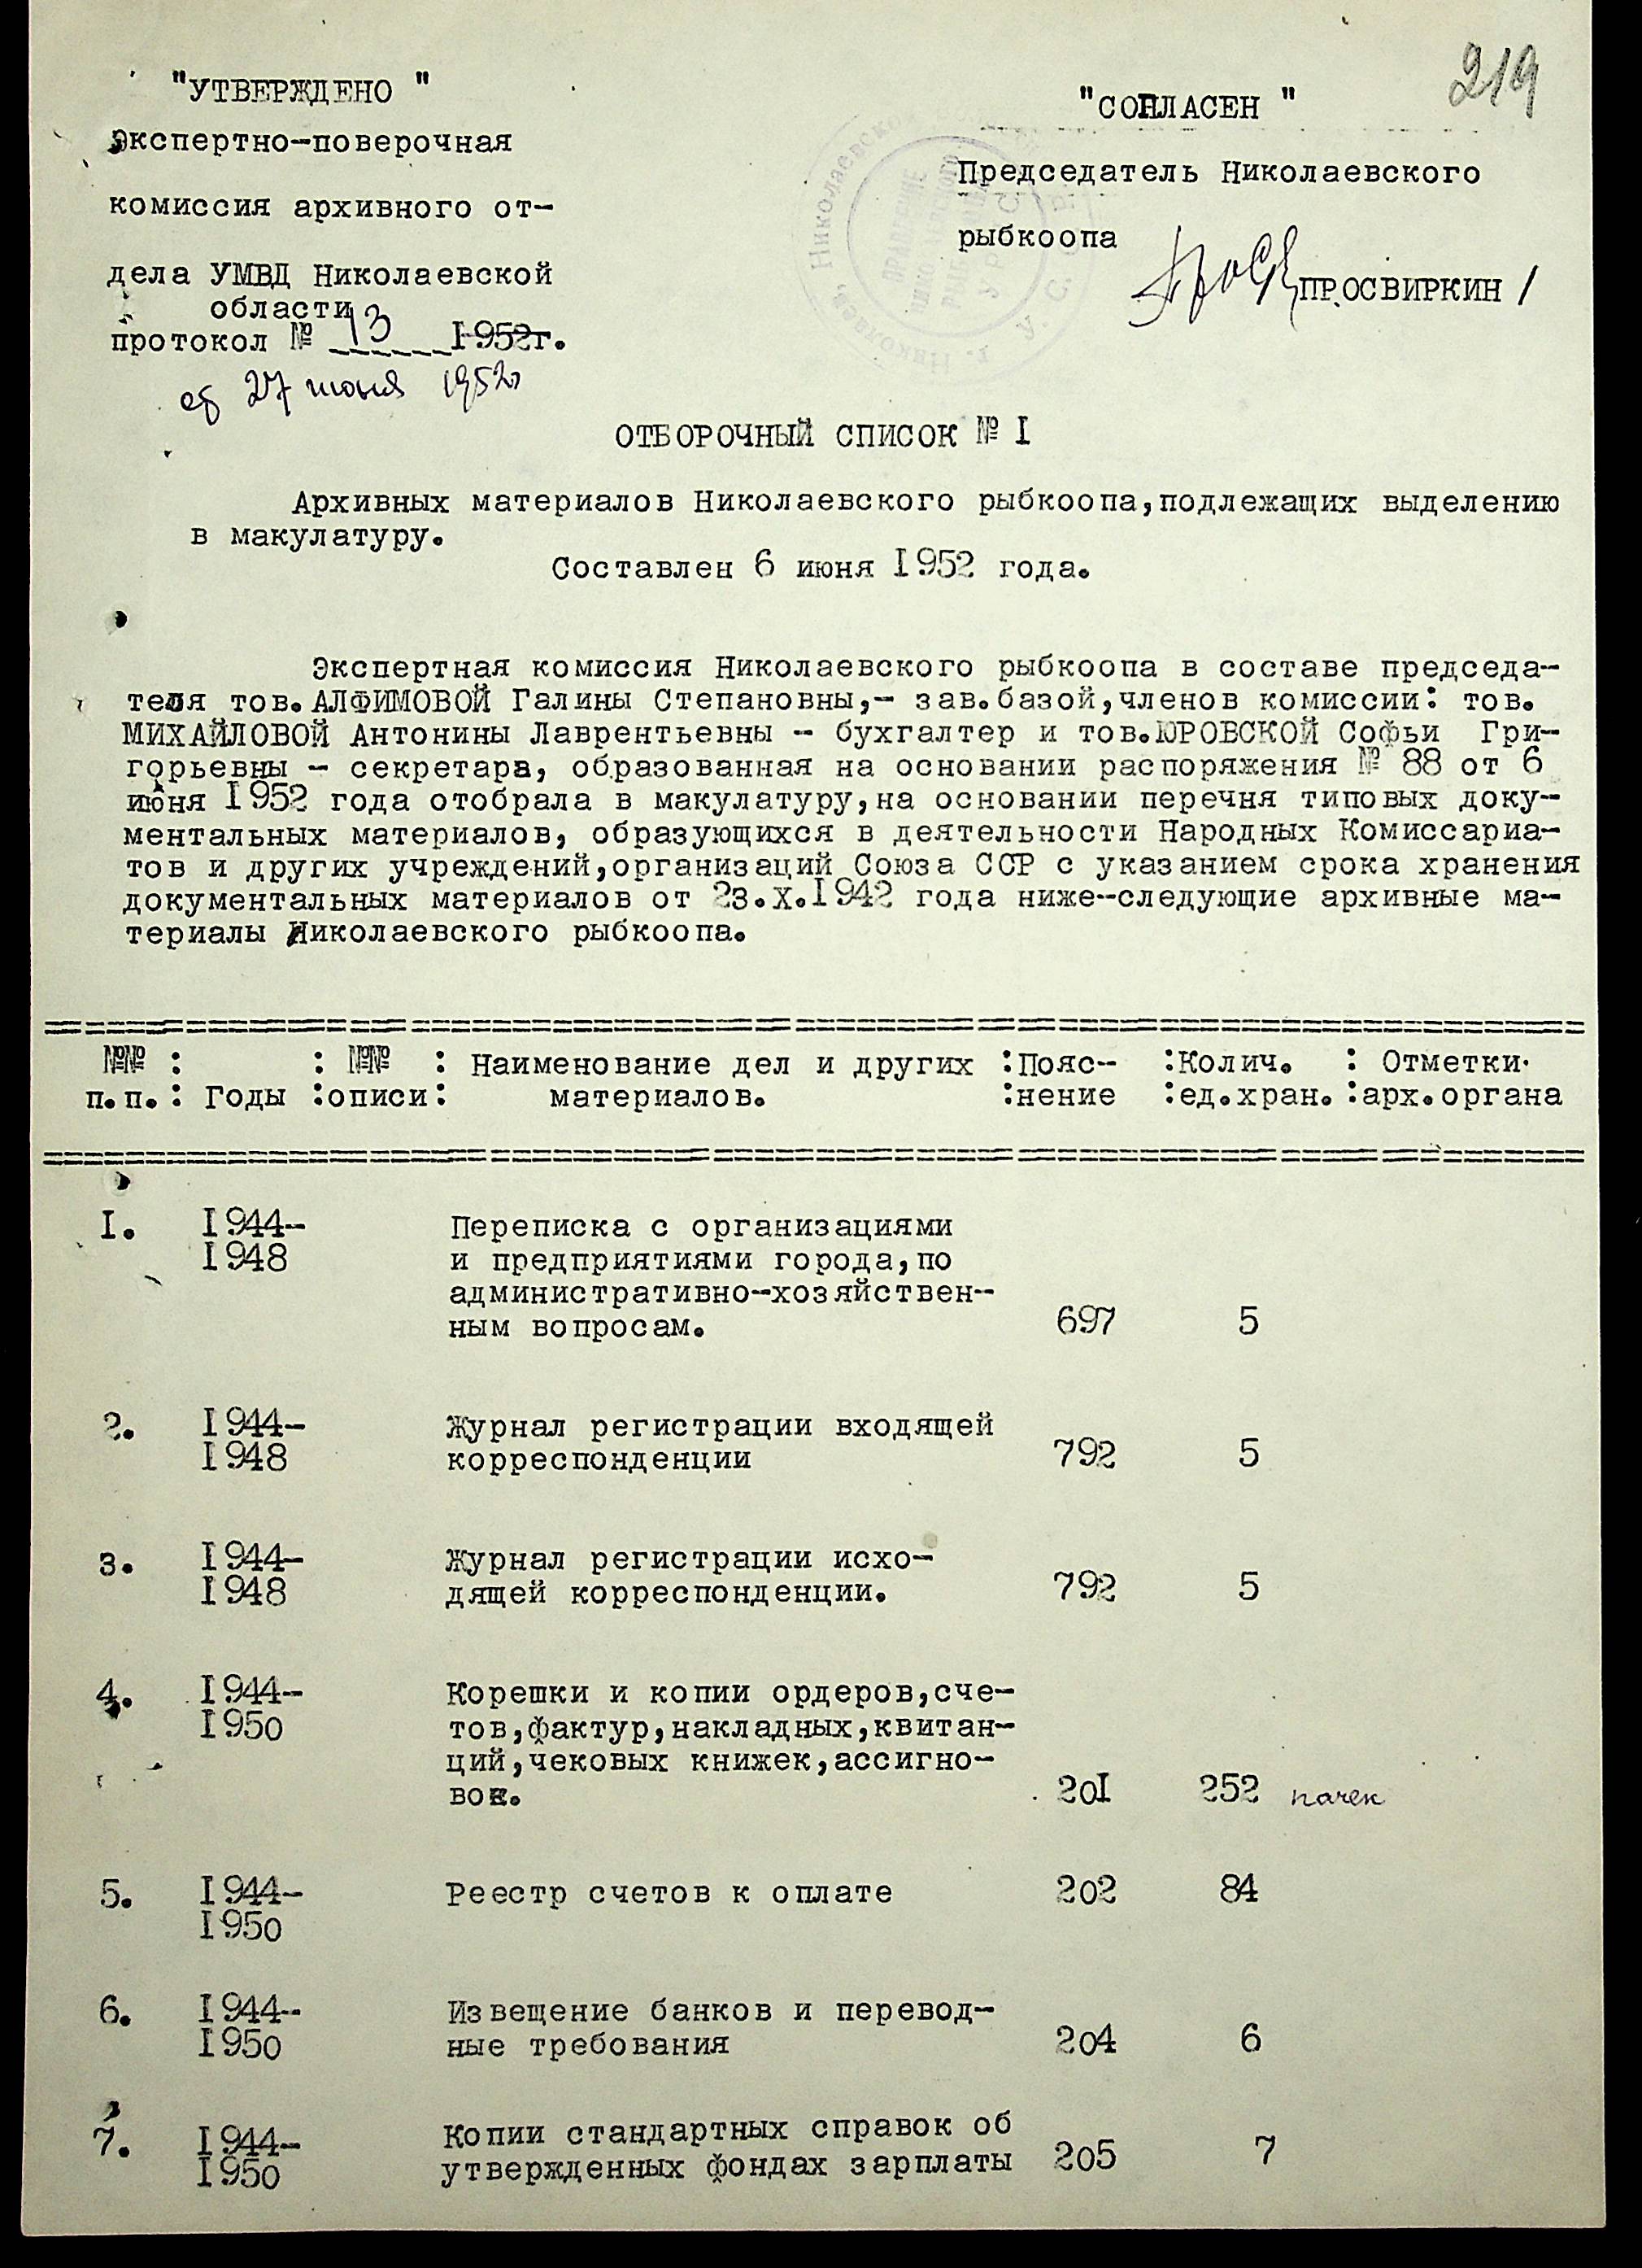 219
"УТВЕРЖДЕНО "
экспертно-поверочная
комиссия архивного от-
дела УМВД Николаевской
области
протокол № 13 1952г.
от 27 июня 1952г
"СОГЛАСЕН "
Председатель Николаевского
рыбкоопа
ПРОСВИРКИН /
ОТБОРОЧНЫЙ СПИСОК № I
Архивных материалов Николаевского рыбкоопа,подлежащих выделению
в макулатуру.
Составлен 6 июня I952 года.
Экспертная комиссия Николаевского рыбкоопа в составе председа-
теля тов.АЛФИМОВОЙ Галины Степановны,- зав.базой,членов комиссии: тов.
МИХАЙЛОВОЙ Антонины Лаврентьевны - бухгалтер и тов.ЮРОВСКОЙ Софьи Гри-
горьевны - секретарь, образованная на основании распоряжения № 88 от 6
июня I952 года отобрала в макулатуру,на основании перечня типовых доку-
ментальных материалов, образующихся в деятельности Народных Комиссариа-
тов и других учреждений,организаций Союза ССР с указанием срока хранения
документальных материалов от 23.X.I942 года ниже-следующие архивные ма-
териалы Николаевского рыбкоопа.
№№ : : №№ : Наименование дел и других :Пояс- :Колич. : Отметки
п.п. : Годы :описи: материалов. :нение :ед.хран. :арх.органа
I. I944- Переписка с организациями
I948 и предприятиями города,по
административно-хозяйствен-
ным вопросам. 697 5
2. I944- Журнал регистрации входящей
I948 корреспонденции 792 5
3. I944- Журнал регистрации исхо-
I948 дящей корреспонденции. 792 5
4. I944- Корешки и копии ордеров,сче-
I950 тов,фактур,накладных,квитан-
ций,чековых книжек,ассигно-
вок. 20I 252 пачек
5. I944- Реестр счетов к оплате 202 84
I950
6. I944- Извещение банков и перевод-
I950 ные требования 204 6
7. I944- Копии стандартных справок об
I950 утвержденных фондах зарплаты 205 7